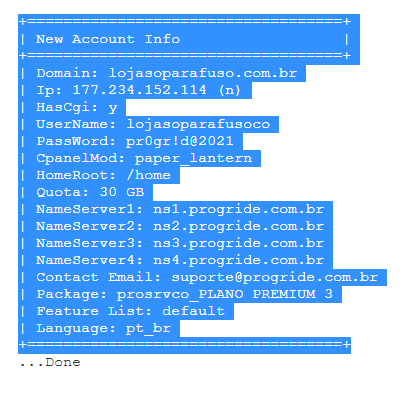 +===================================+
| New Account Info                  |
+===================================+
| Domain: lojasoparafuso.com.br
| Ip: 177.234.152.114 (n)
| HasCgi: y
| UserName: lojasoparafusoco
| PassWord: pr0gr!d@2021
| CpanelMod: paper_lantern
| HomeRoot: /home
| Quota: 30 GB
| NameServer1: ns1.progride.com.br
| NameServer2: ns2.progride.com.br
| NameServer3: ns3.progride.com.br
| NameServer4: ns4.progride.com.br
| Contact Email: suporte@progride.com.br
| Package: prosrvco_PLANO PREMIUM 3
| Feature List: default
| Language: pt_br
+===================================+
...Done